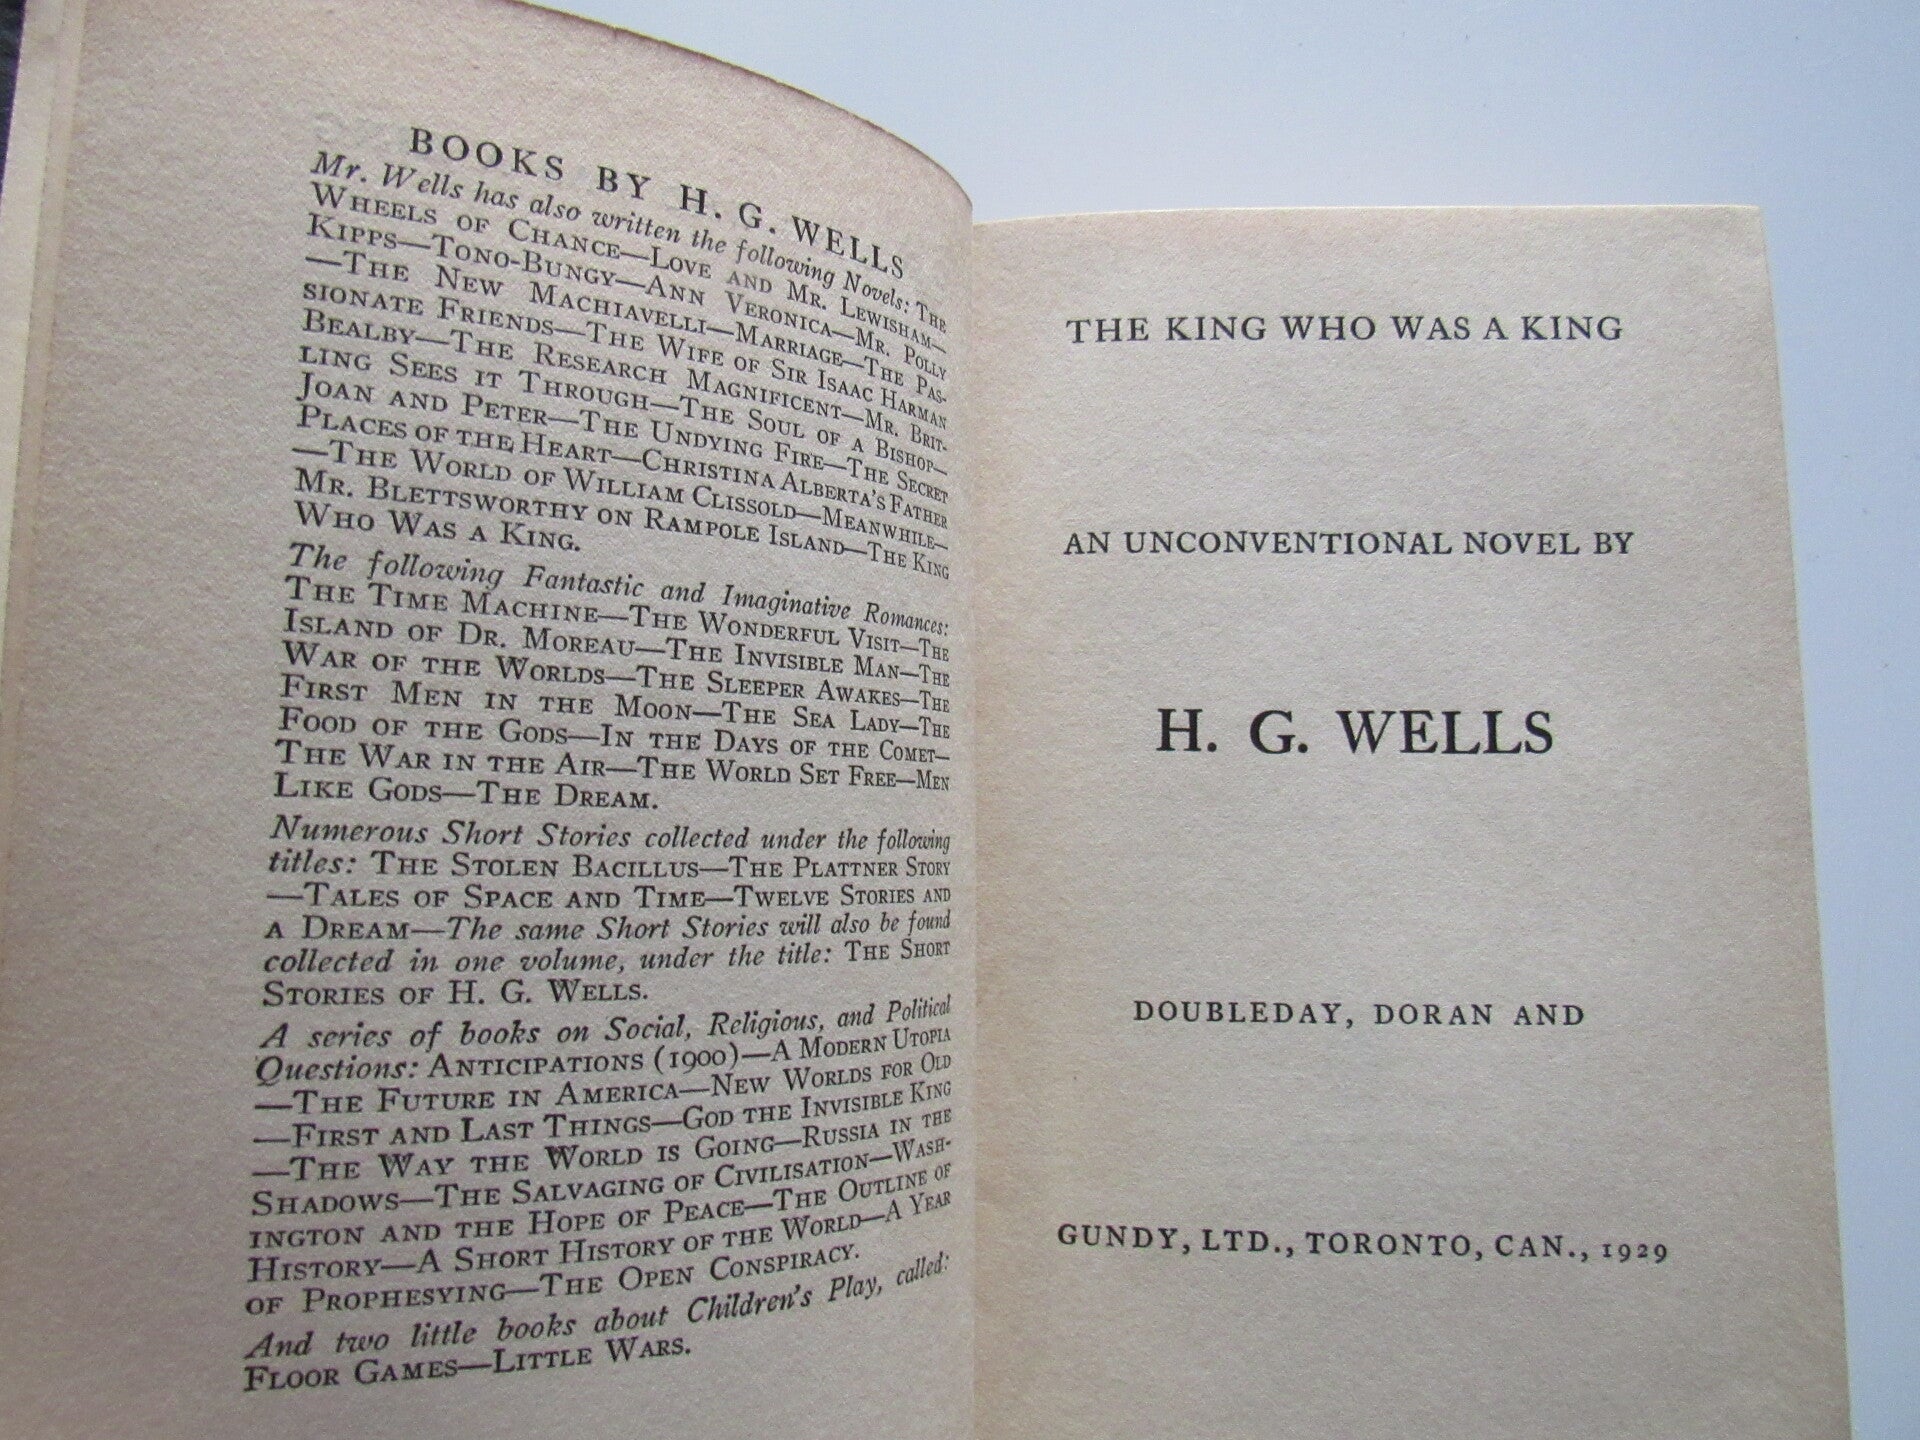 BOOKS BY H. G. WELLS
Mr. Wells has also written the following Novels: THE
WHEELS OF CHANCE—LOVE AND MR. LEWISHAM—
KIPPS—TONO-BUNGY—ANN VERONICA—MR. POLLY
—THE NEW MACHIAVELLI—MARRIAGE—THE PAS-
SIONATE FRIENDS—THE WIFE OF SIR ISAAC HARMAN
BEALBY—THE RESEARCH MAGNIFICENT—MR. BRIT-
LING SEES IT THROUGH—THE SOUL OF A BISHOP—
JOAN AND PETER—THE UNDYING FIRE—THE SECRET
PLACES OF THE HEART—CHRISTINA ALBERTA'S FATHER
—THE WORLD OF WILLIAM CLISSOLD—MEANWHILE—
MR. BLETTSWORTHY ON RAMPOLE ISLAND—THE KING
WHO WAS A KING.
The following Fantastic and Imaginative Romances:
THE TIME MACHINE—THE WONDERFUL VISIT—THE
ISLAND OF DR. MOREAU—THE INVISIBLE MAN—THE
WAR OF THE WORLDS—THE SLEEPER AWAKES—THE
FIRST MEN IN THE MOON—THE SEA LADY—THE
FOOD OF THE GODS—IN THE DAYS OF THE COMET—
THE WAR IN THE AIR—THE WORLD SET FREE—MEN
LIKE GODS—THE DREAM.
Numerous Short Stories collected under the following
titles: THE STOLEN BACILLUS—THE PLATTNER STORY
—TALES OF SPACE AND TIME—TWELVE STORIES AND
A DREAM—The same Short Stories will also be found
collected in one volume, under the title: THE SHORT
STORIES OF H. G. WELLS.
A series of books on Social, Religious, and Political
Questions: ANTICIPATIONS (1900)—A MODERN UTOPIA
—THE FUTURE IN AMERICA—NEW WORLDS FOR OLD
—FIRST AND LAST THINGS—GOD THE INVISIBLE KING
—THE WAY THE WORLD IS GOING—RUSSIA IN THE
SHADOWS—THE SALVAGING OF CIVILISATION—WASH-
INGTON AND THE HOPE OF PEACE—THE OUTLINE OF
HISTORY—A SHORT HISTORY OF THE WORLD—A YEAR
OF PROPHESYING—THE OPEN CONSPIRACY.
And two little books about Children's Play, called:
FLOOR GAMES—LITTLE WARS.
THE KING WHO WAS A KING
AN UNCONVENTIONAL NOVEL BY
H. G. WELLS
DOUBLEDAY, DORAN AND
GUNDY, LTD., TORONTO, CAN., 1929